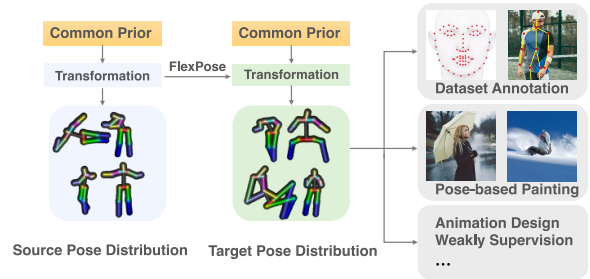 Common Prior
Common Prior
FlexPose
Transformation
Transformation
Dataset Annotation
Pose-based Painting
Animation Design
Weakly Supervision
...
Source Pose Distribution
Target Pose Distribution